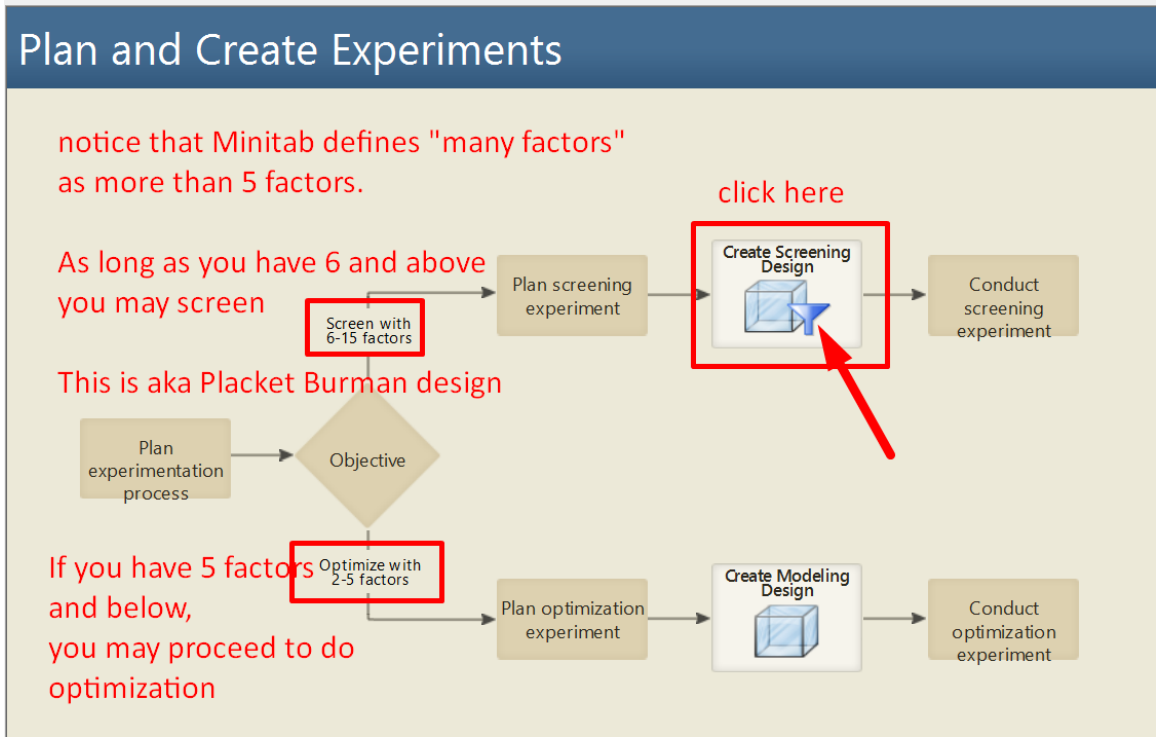 Plan and Create Experiments
notice that Minitab defines "many factors"
as more than 5 factors.
click here
As long as you have 6 and above
you may screen
Screen with
6-15 factors
Plan screening
experiment
Create Screening
Design
Conduct
screening
experiment
This is aka Placket Burman design
Plan
experimentation
process
Objective
If you have 5 factors
and below,
you may proceed to do
optimization
Optimize with
2-5 factors
Plan optimization
experiment
Create Modeling
Design
Conduct
optimization
experiment